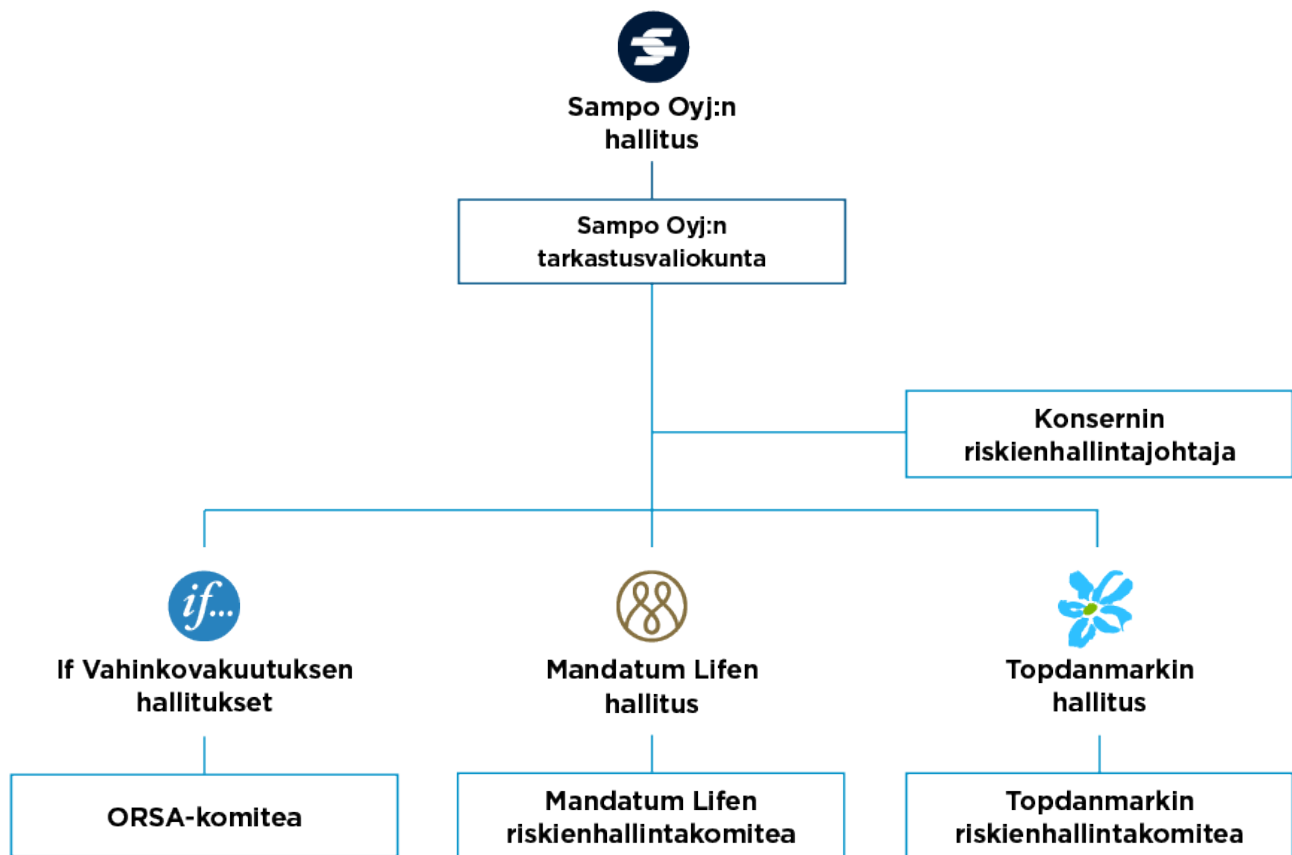 Sampo Oyj:n
hallitus
Sampo Oyj:n
tarkastusvaliokunta
Konsernin
riskienhallintajohtaja
if...
If Vahinkovakuutuksen
hallitukset
Mandatum Lifen
hallitus
Topdanmarkin
hallitus
ORSA-komitea
Mandatum Lifen
riskienhallintakomitea
Topdanmarkin
riskienhallintakomitea